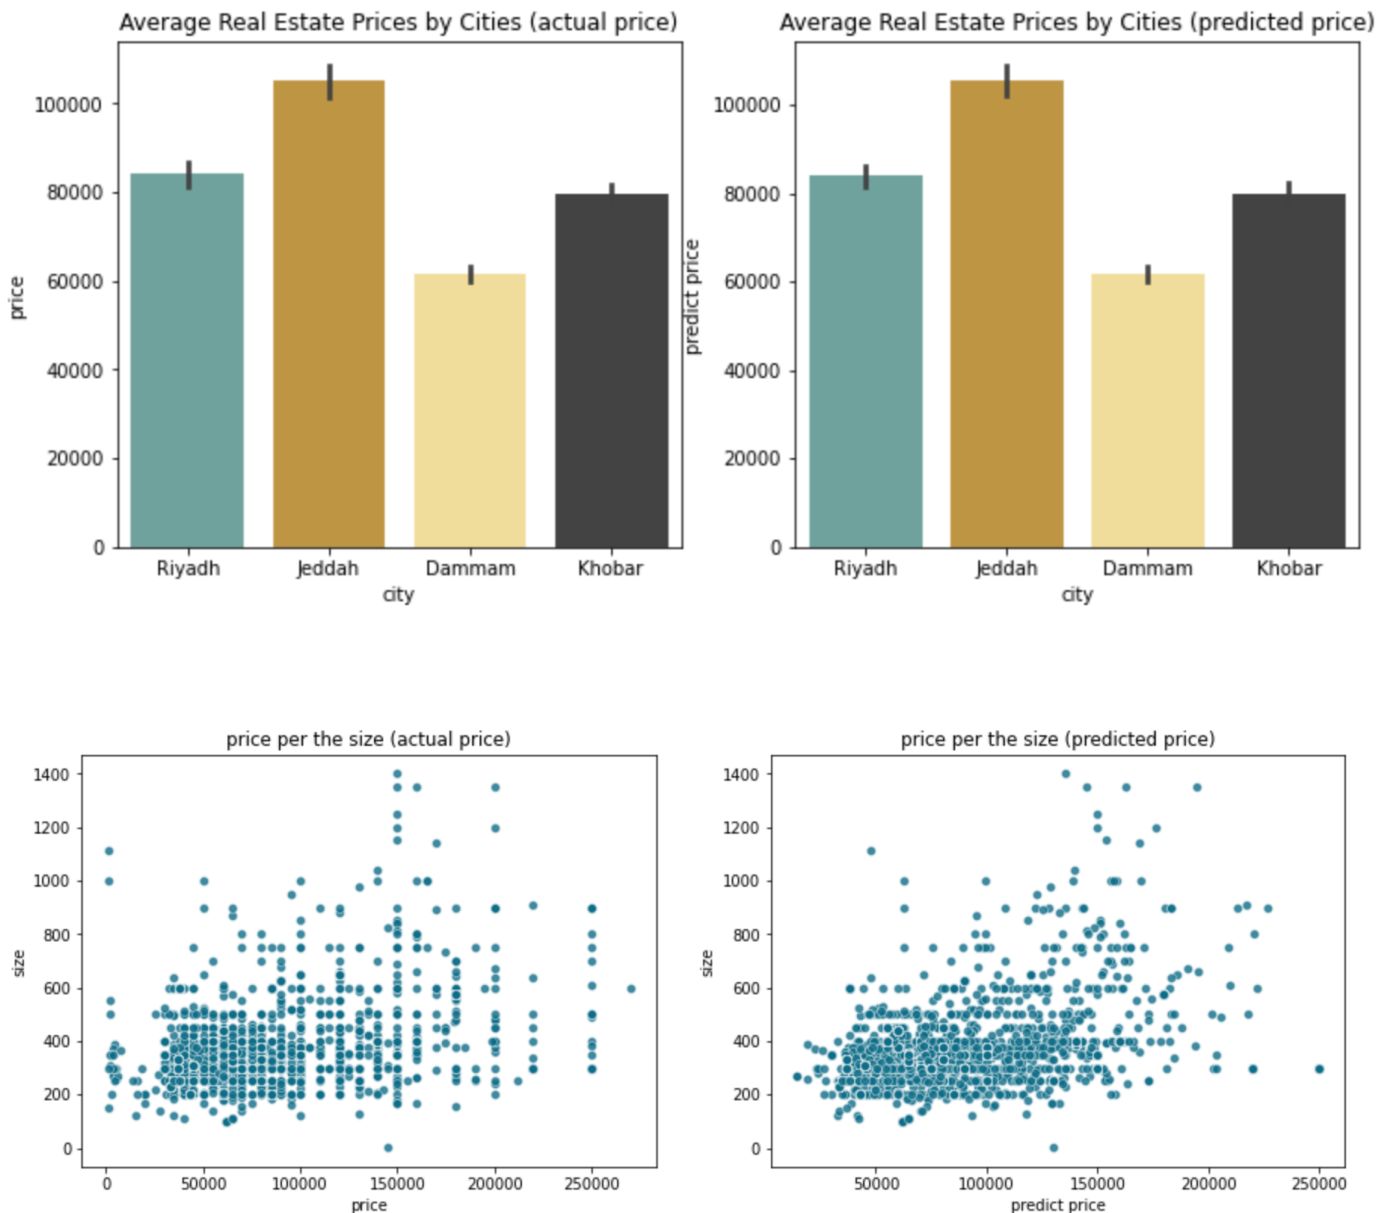 Average Real Estate Prices by Cities (actual price)
100000
80000
60000
40000
20000
0
price
Riyadh Jeddah Dammam Khobar
city
Average Real Estate Prices by Cities (predicted price)
100000
80000
60000
40000
20000
0
predict price
Riyadh Jeddah Dammam Khobar
city
price per the size (actual price)
1400
1200
1000
800
600
400
200
0
size
0 50000 100000 150000 200000 250000
price
price per the size (predicted price)
1400
1200
1000
800
600
400
200
0
size
50000 100000 150000 200000 250000
predict price